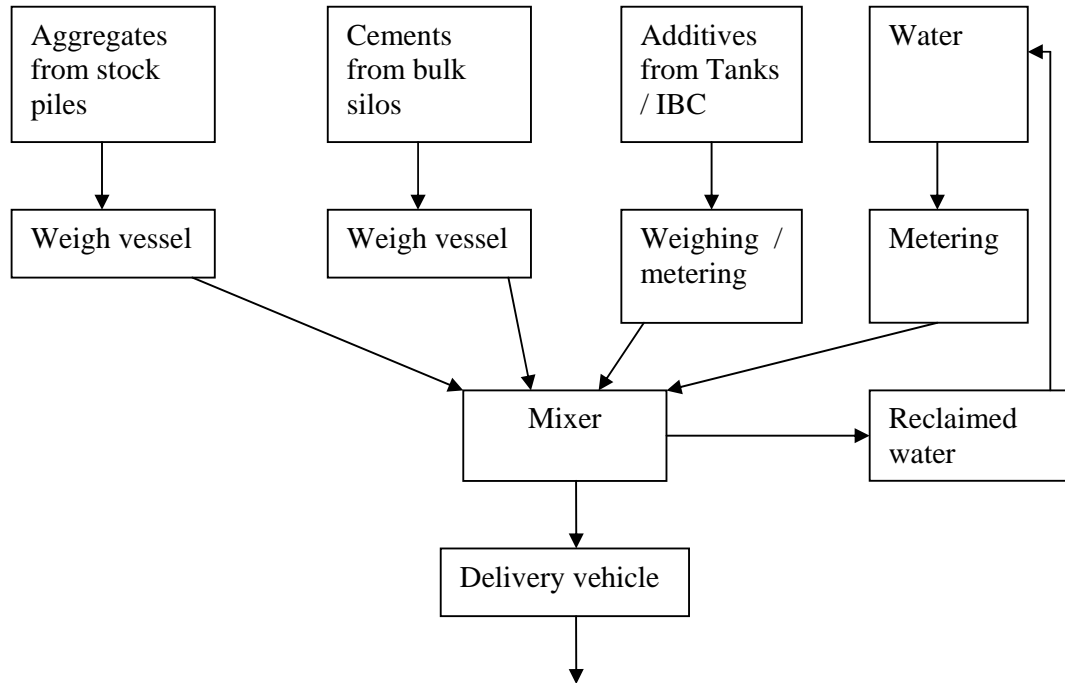 Aggregates
from stock
piles
Cements
from bulk
silos
Additives
from Tanks
/ IBC
Water
Weigh vessel
Weigh vessel
Weighing /
metering
Metering
Mixer
Reclaimed
water
Delivery vehicle